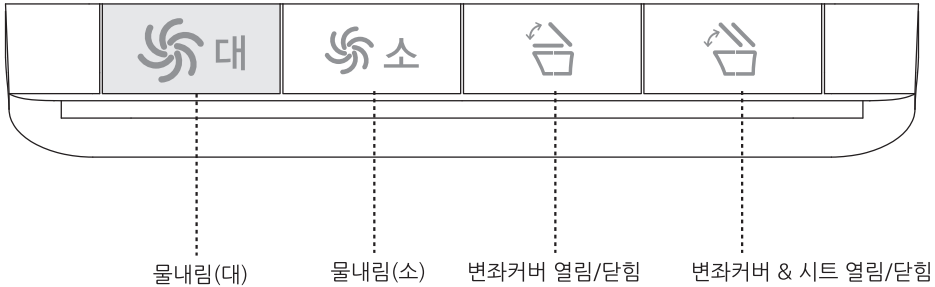 대
소
물내림(대)
물내림(소)
변좌커버 열림/닫힘
변좌커버 & 시트 열림/닫힘